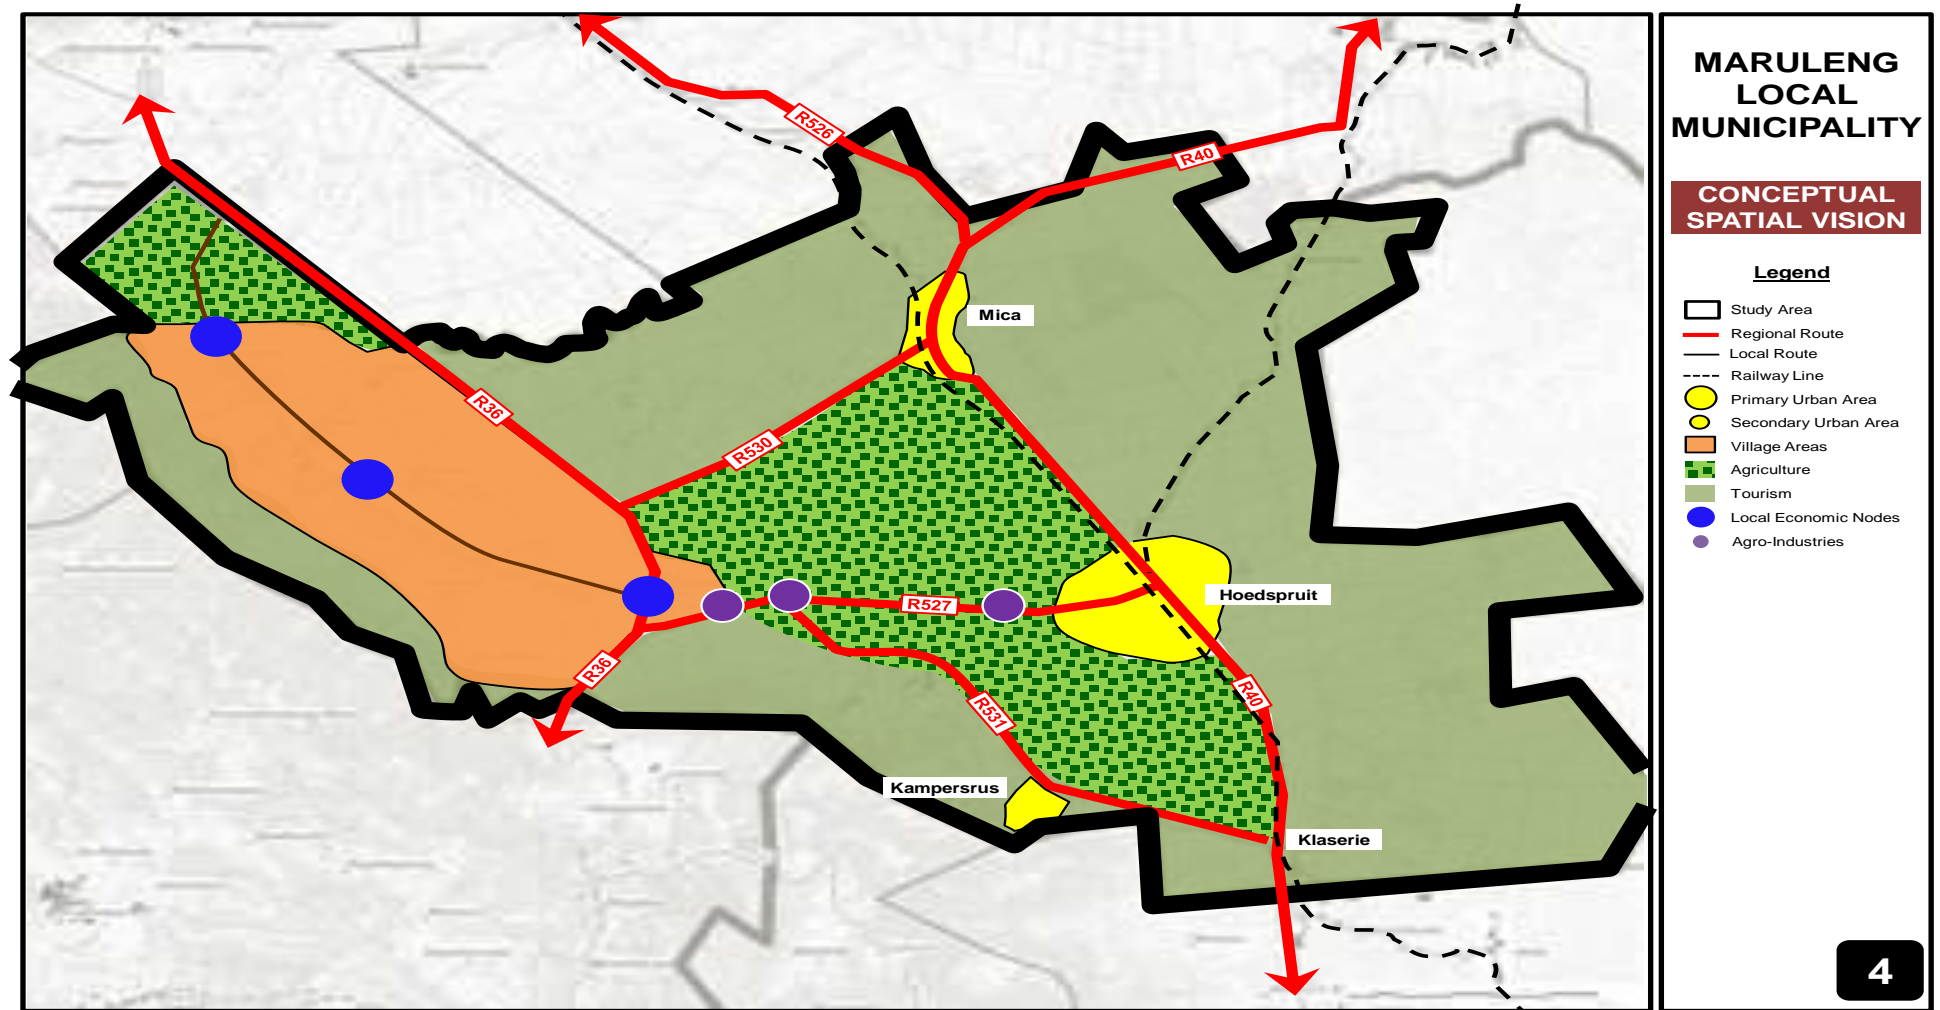 MARULENG
LOCAL
MUNICIPALITY
CONCEPTUAL
SPATIAL VISION
Legend
Study Area
Regional Route
Local Route
Railway Line
Primary Urban Area
Secondary Urban Area
Village Areas
Agriculture
Tourism
Local Economic Nodes
Agro-Industries
4
R526
R40
Mica
R36
R530
Hoedspruit
R527
R36
R40
R531
Kampersrus
Klaserie